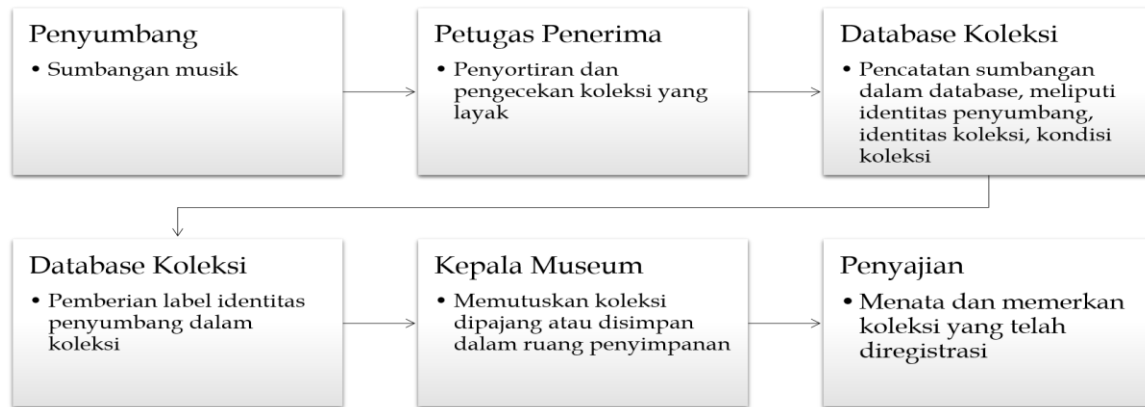 Penyumbang
• Sumbangan musik
Petugas Penerima
• Penyortiran dan
pengecekan koleksi yang
layak
Database Koleksi
• Pencatatan sumbangan
dalam database, meliputi
identitas penyumbang,
identitas koleksi, kondisi
koleksi
Database Koleksi
• Pemberian label identitas
penyumbang dalam
koleksi
Kepala Museum
• Memutuskan koleksi
dipajang atau disimpan
dalam ruang penyimpanan
Penyajian
• Menata dan memerkan
koleksi yang telah
diregistrasi